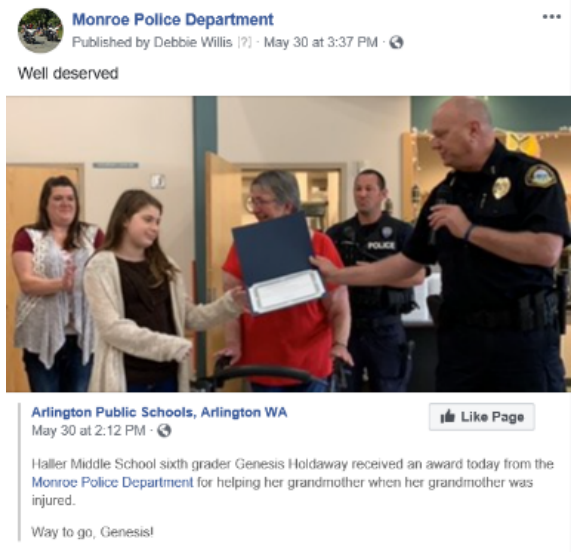 Monroe Police Department
Published by Debbie Willis [?] · May 30 at 3:37 PM ·
Well deserved
POLICE
Arlington Public Schools, Arlington WA
May 30 at 2:12 PM ·
Like Page
Haller Middle School sixth grader Genesis Holdaway received an award today from the
Monroe Police Department for helping her grandmother when her grandmother was
injured.
Way to go, Genesis!